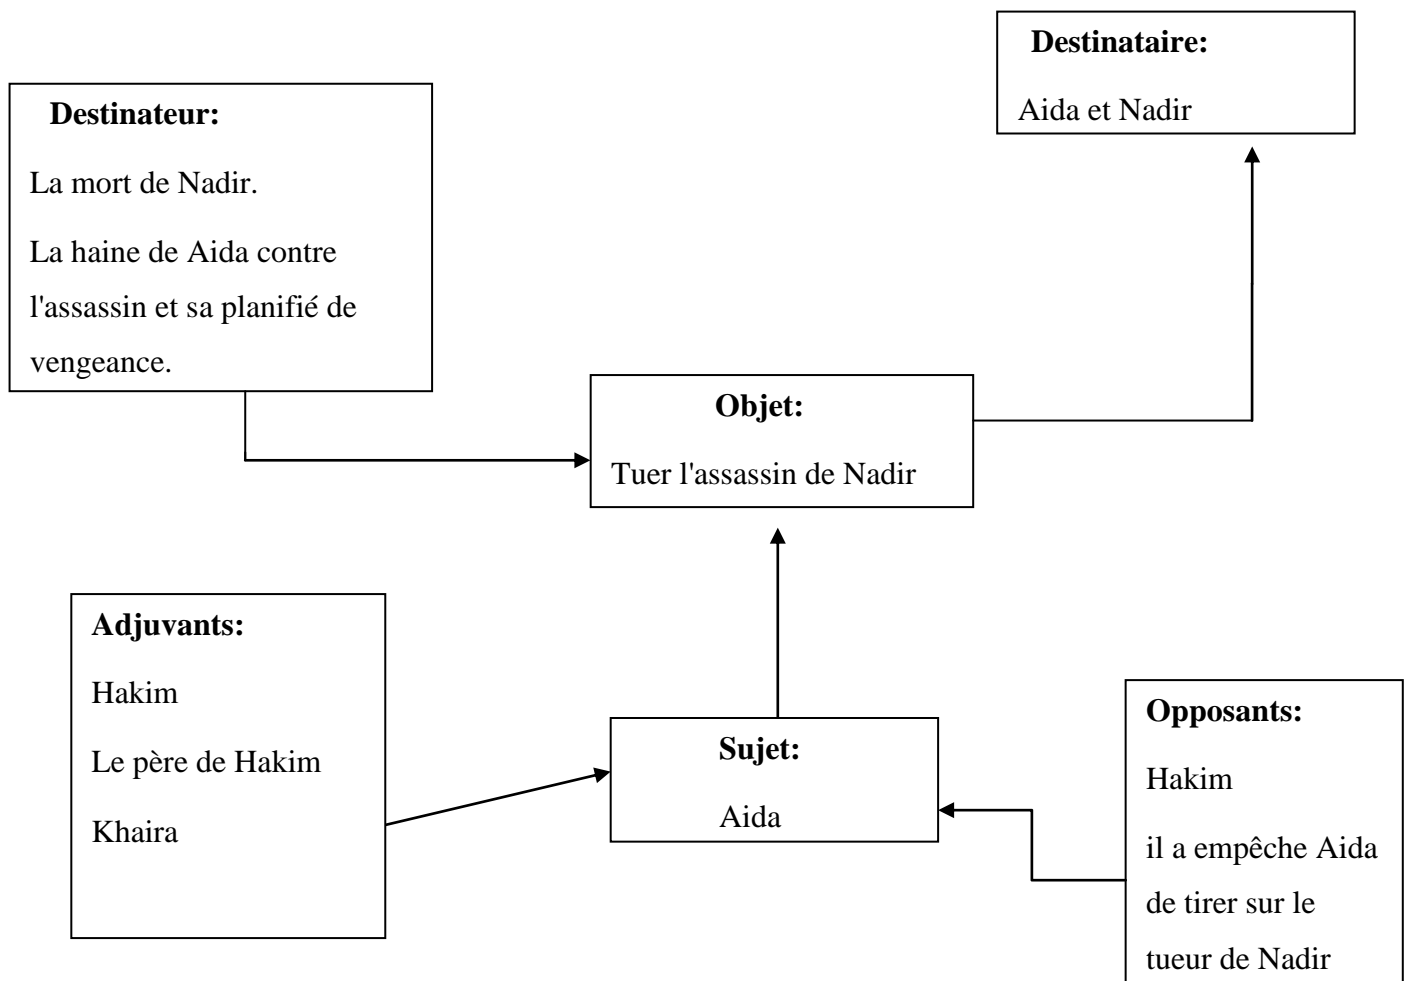 Destinataire:
Aida et Nadir
Destinateur:
La mort de Nadir.
La haine de Aida contre
l'assassin et sa planifié de
vengeance.
Objet:
Tuer l'assassin de Nadir
Adjuvants:
Hakim
Le père de Hakim
Khaira
Sujet:
Aida
Opposants:
Hakim
il a empêche Aida
de tirer sur le
tueur de Nadir